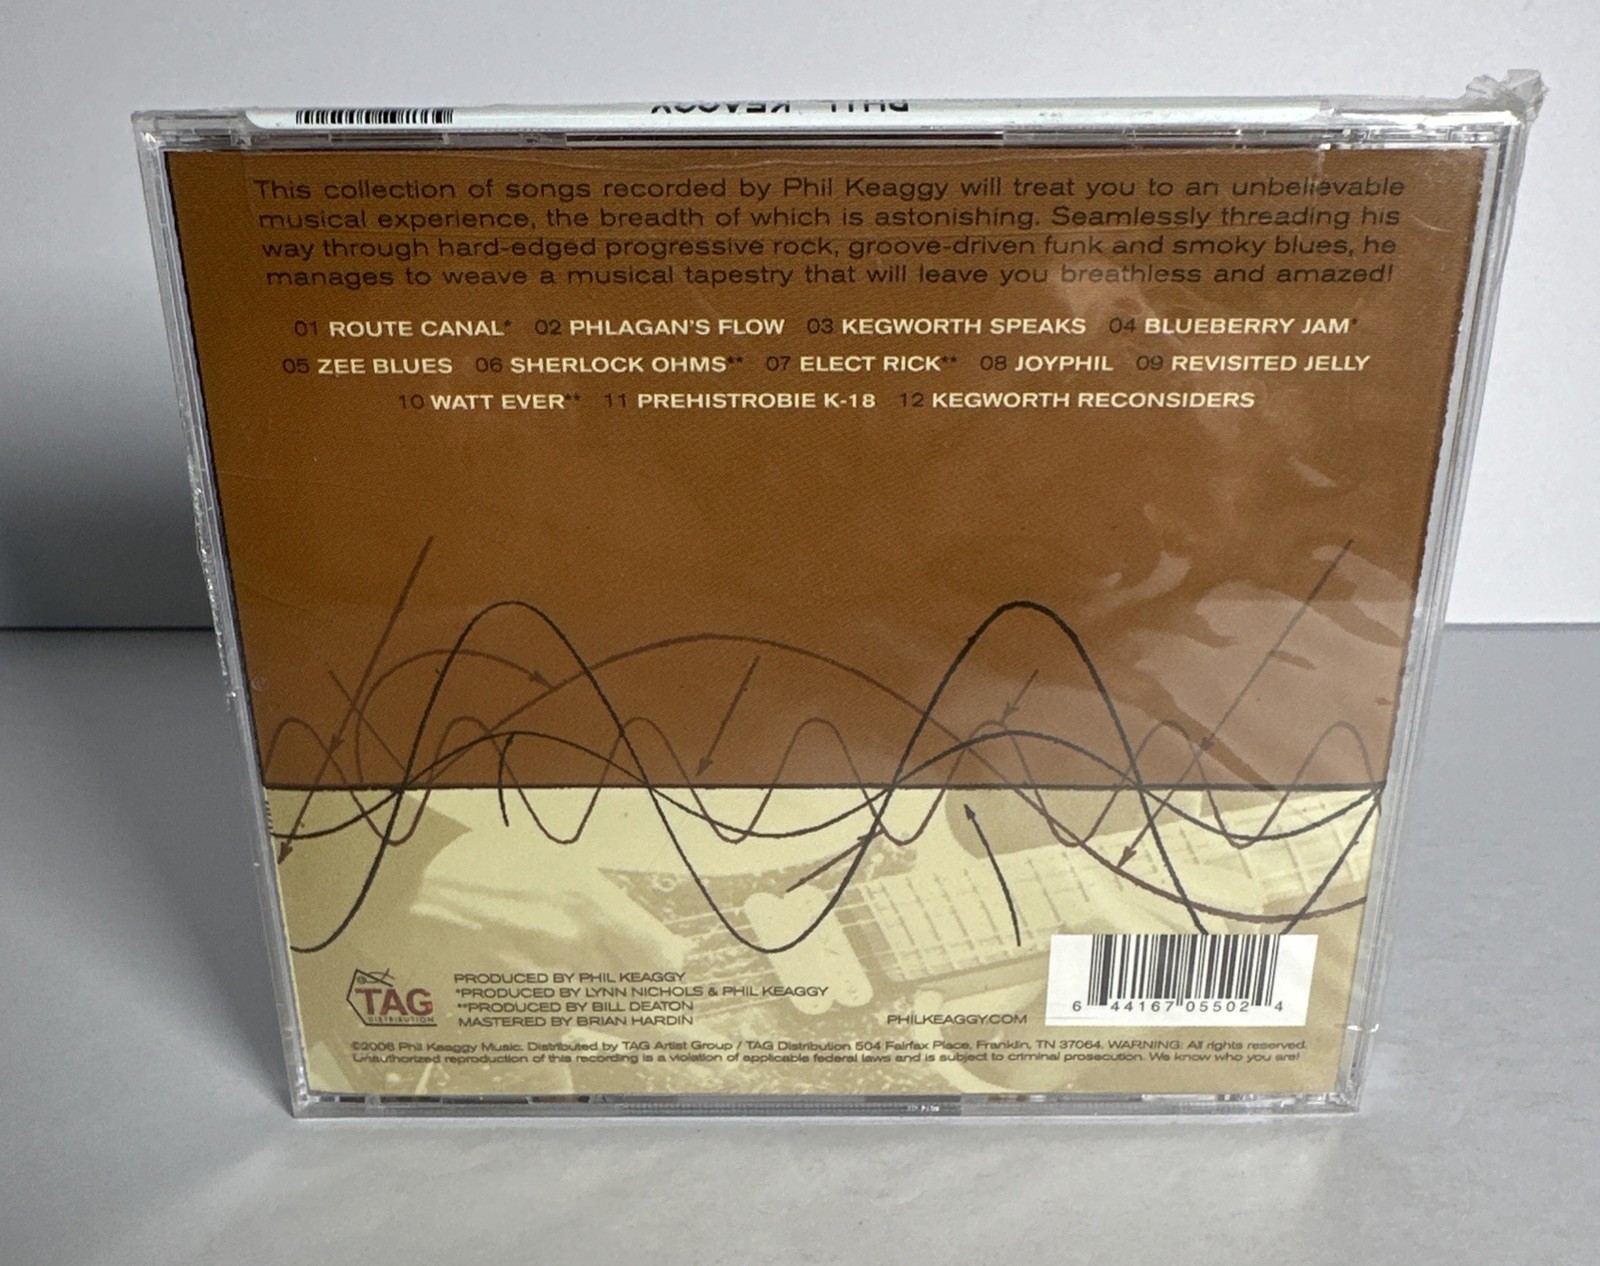 PHIL KEAGGY
This collection of songs recorded by Phil Keaggy will treat you to an unbelievable
musical experience, the breadth of which is astonishing. Seamlessly threading his
way through hard-edged progressive rock, groove-driven funk and smoky blues, he
manages to weave a musical tapestry that will leave you breathless and amazed!
01 ROUTE CANAL* 02 PHLAGAN'S FLOW 03 KEGWORTH SPEAKS 04 BLUEBERRY JAM*
05 ZEE BLUES 06 SHERLOCK OHMS** 07 ELECT RICK** 08 JOYPHIL 09 REVISITED JELLY
10 WATT EVER** 11 PREHISTROBIE K-18 12 KEGWORTH RECONSIDERS
TAG
DISTRIBUTION
PRODUCED BY PHIL KEAGGY
*PRODUCED BY LYNN NICHOLS & PHIL KEAGGY
**PRODUCED BY BILL DEATON
MASTERED BY BRIAN HARDIN
PHILKEAGGY.COM
6 44167 05502 4
©2006 Phil Keaggy Music. Distributed by TAG Artist Group / TAG Distribution 504 Fairfax Place, Franklin, TN 37064. WARNING: All rights reserved.
Unauthorized reproduction of this recording is a violation of applicable federal laws and is subject to criminal prosecution. We know who you are!